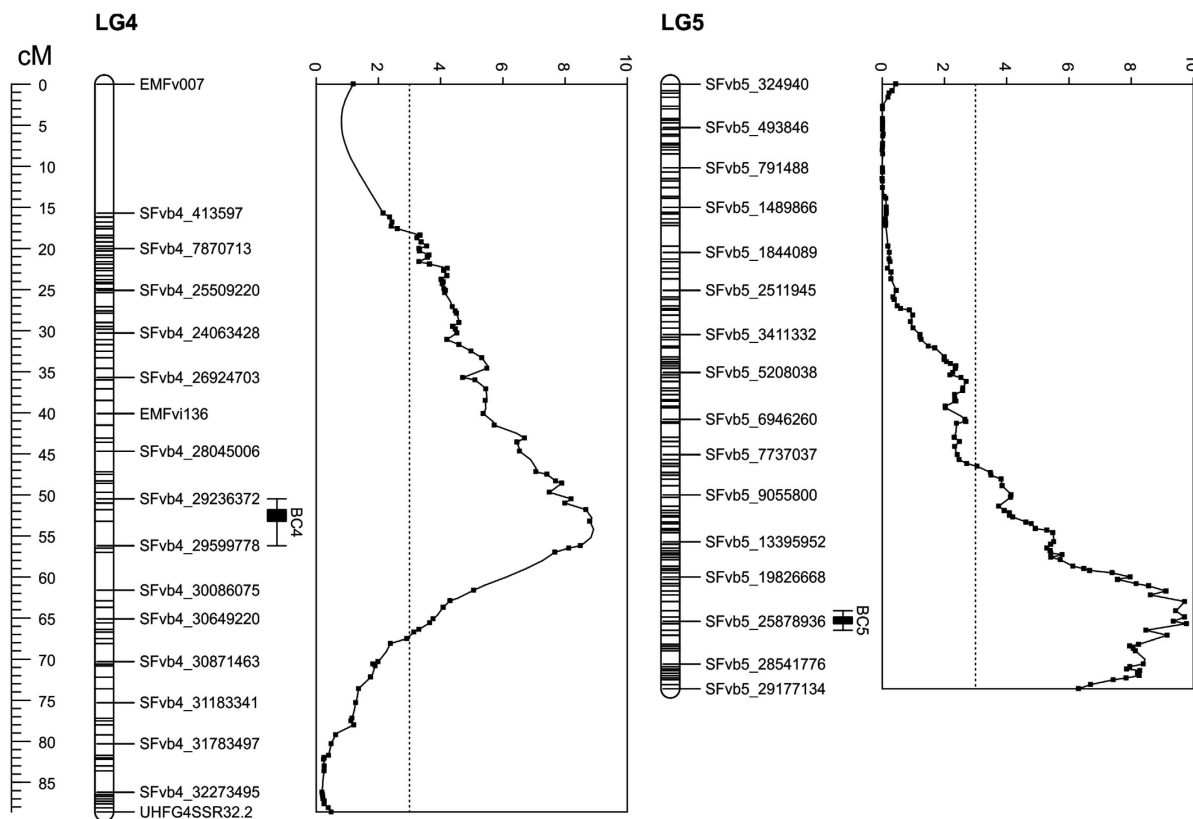 LG4
LG5
cM
0
2
4
6
8
10
0
2
4
6
8
10
0
5
10
15
20
25
30
35
40
45
50
55
60
65
70
75
80
85
EMFv007
SFvb4_413597
SFvb4_7870713
SFvb4_25509220
SFvb4_24063428
SFvb4_26924703
EMFvi136
SFvb4_28045006
SFvb4_29236372
SFvb4_29599778
SFvb4_30086075
SFvb4_30649220
SFvb4_30871463
SFvb4_31183341
SFvb4_31783497
SFvb4_32273495
UHFG4SSR32.2
BC4
SFvb5_324940
SFvb5_493846
SFvb5_791488
SFvb5_1489866
SFvb5_1844089
SFvb5_2511945
SFvb5_3411332
SFvb5_5208038
SFvb5_6946260
SFvb5_7737037
SFvb5_9055800
SFvb5_13395952
SFvb5_19826668
SFvb5_25878936
SFvb5_28541776
SFvb5_29177134
BC5